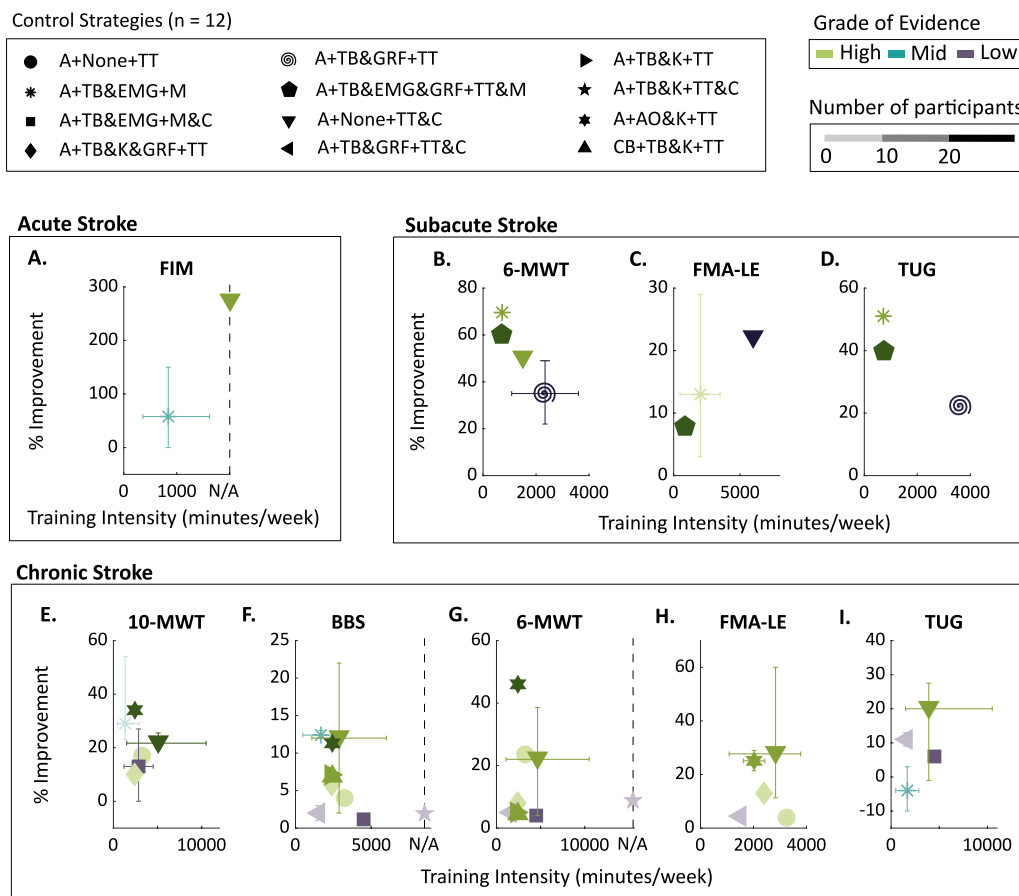 Control Strategies (n = 12)
A+None+TT
A+TB&EMG+M
A+TB&EMG+M&C
A+TB&K&GRF+TT
A+TB&GRF+TT
A+TB&EMG&GRF+TT&M
A+None+TT&C
A+TB&GRF+TT&C
A+TB&K+TT
A+TB&K+TT&C
A+AO&K+TT
CB+TB&K+TT
Grade of Evidence
High Mid Low
Number of participants
0 10 20
Acute Stroke
A.
FIM
300
200
100
0
% Improvement
0 1000 N/A
Training Intensity (minutes/week)
Subacute Stroke
B.
6-MWT
80
60
40
20
0
% Improvement
0 2000 4000
C.
FMA-LE
30
20
10
0
0 5000
D.
TUG
60
40
20
0
0 2000 4000
Training Intensity (minutes/week)
Chronic Stroke
E.
10-MWT
60
40
20
0
% Improvement
0 10000
F.
BBS
25
20
15
10
5
0
0 5000 N/A
G.
6-MWT
60
40
20
0
0 10000 N/A
H.
FMA-LE
60
40
20
0
0 2000 4000
I.
TUG
40
30
20
10
0
-10
0 10000
Training Intensity (minutes/week)